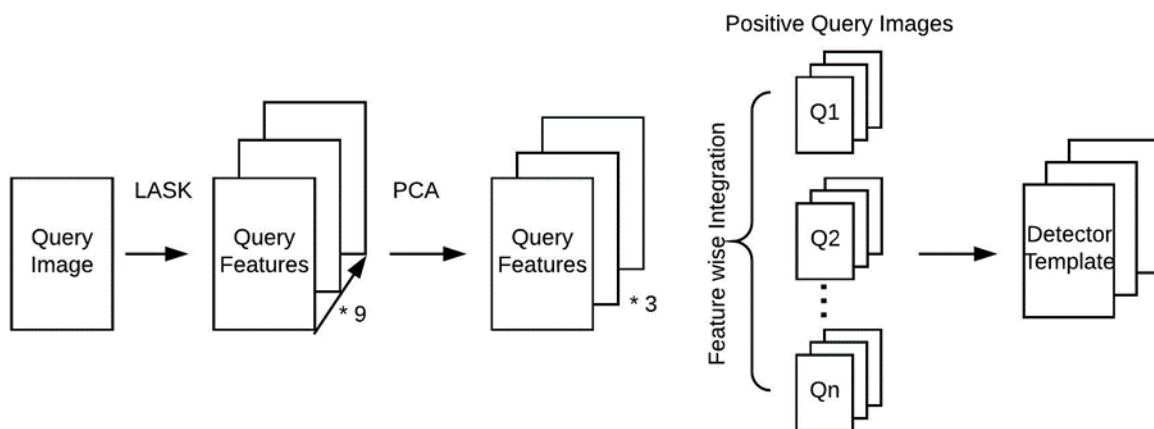 Query
Image
LASK
Query
Features
* 9
PCA
Query
Features
* 3
Positive Query Images
Feature wise Integration
Q1
Q2
Qn
Detector
Template